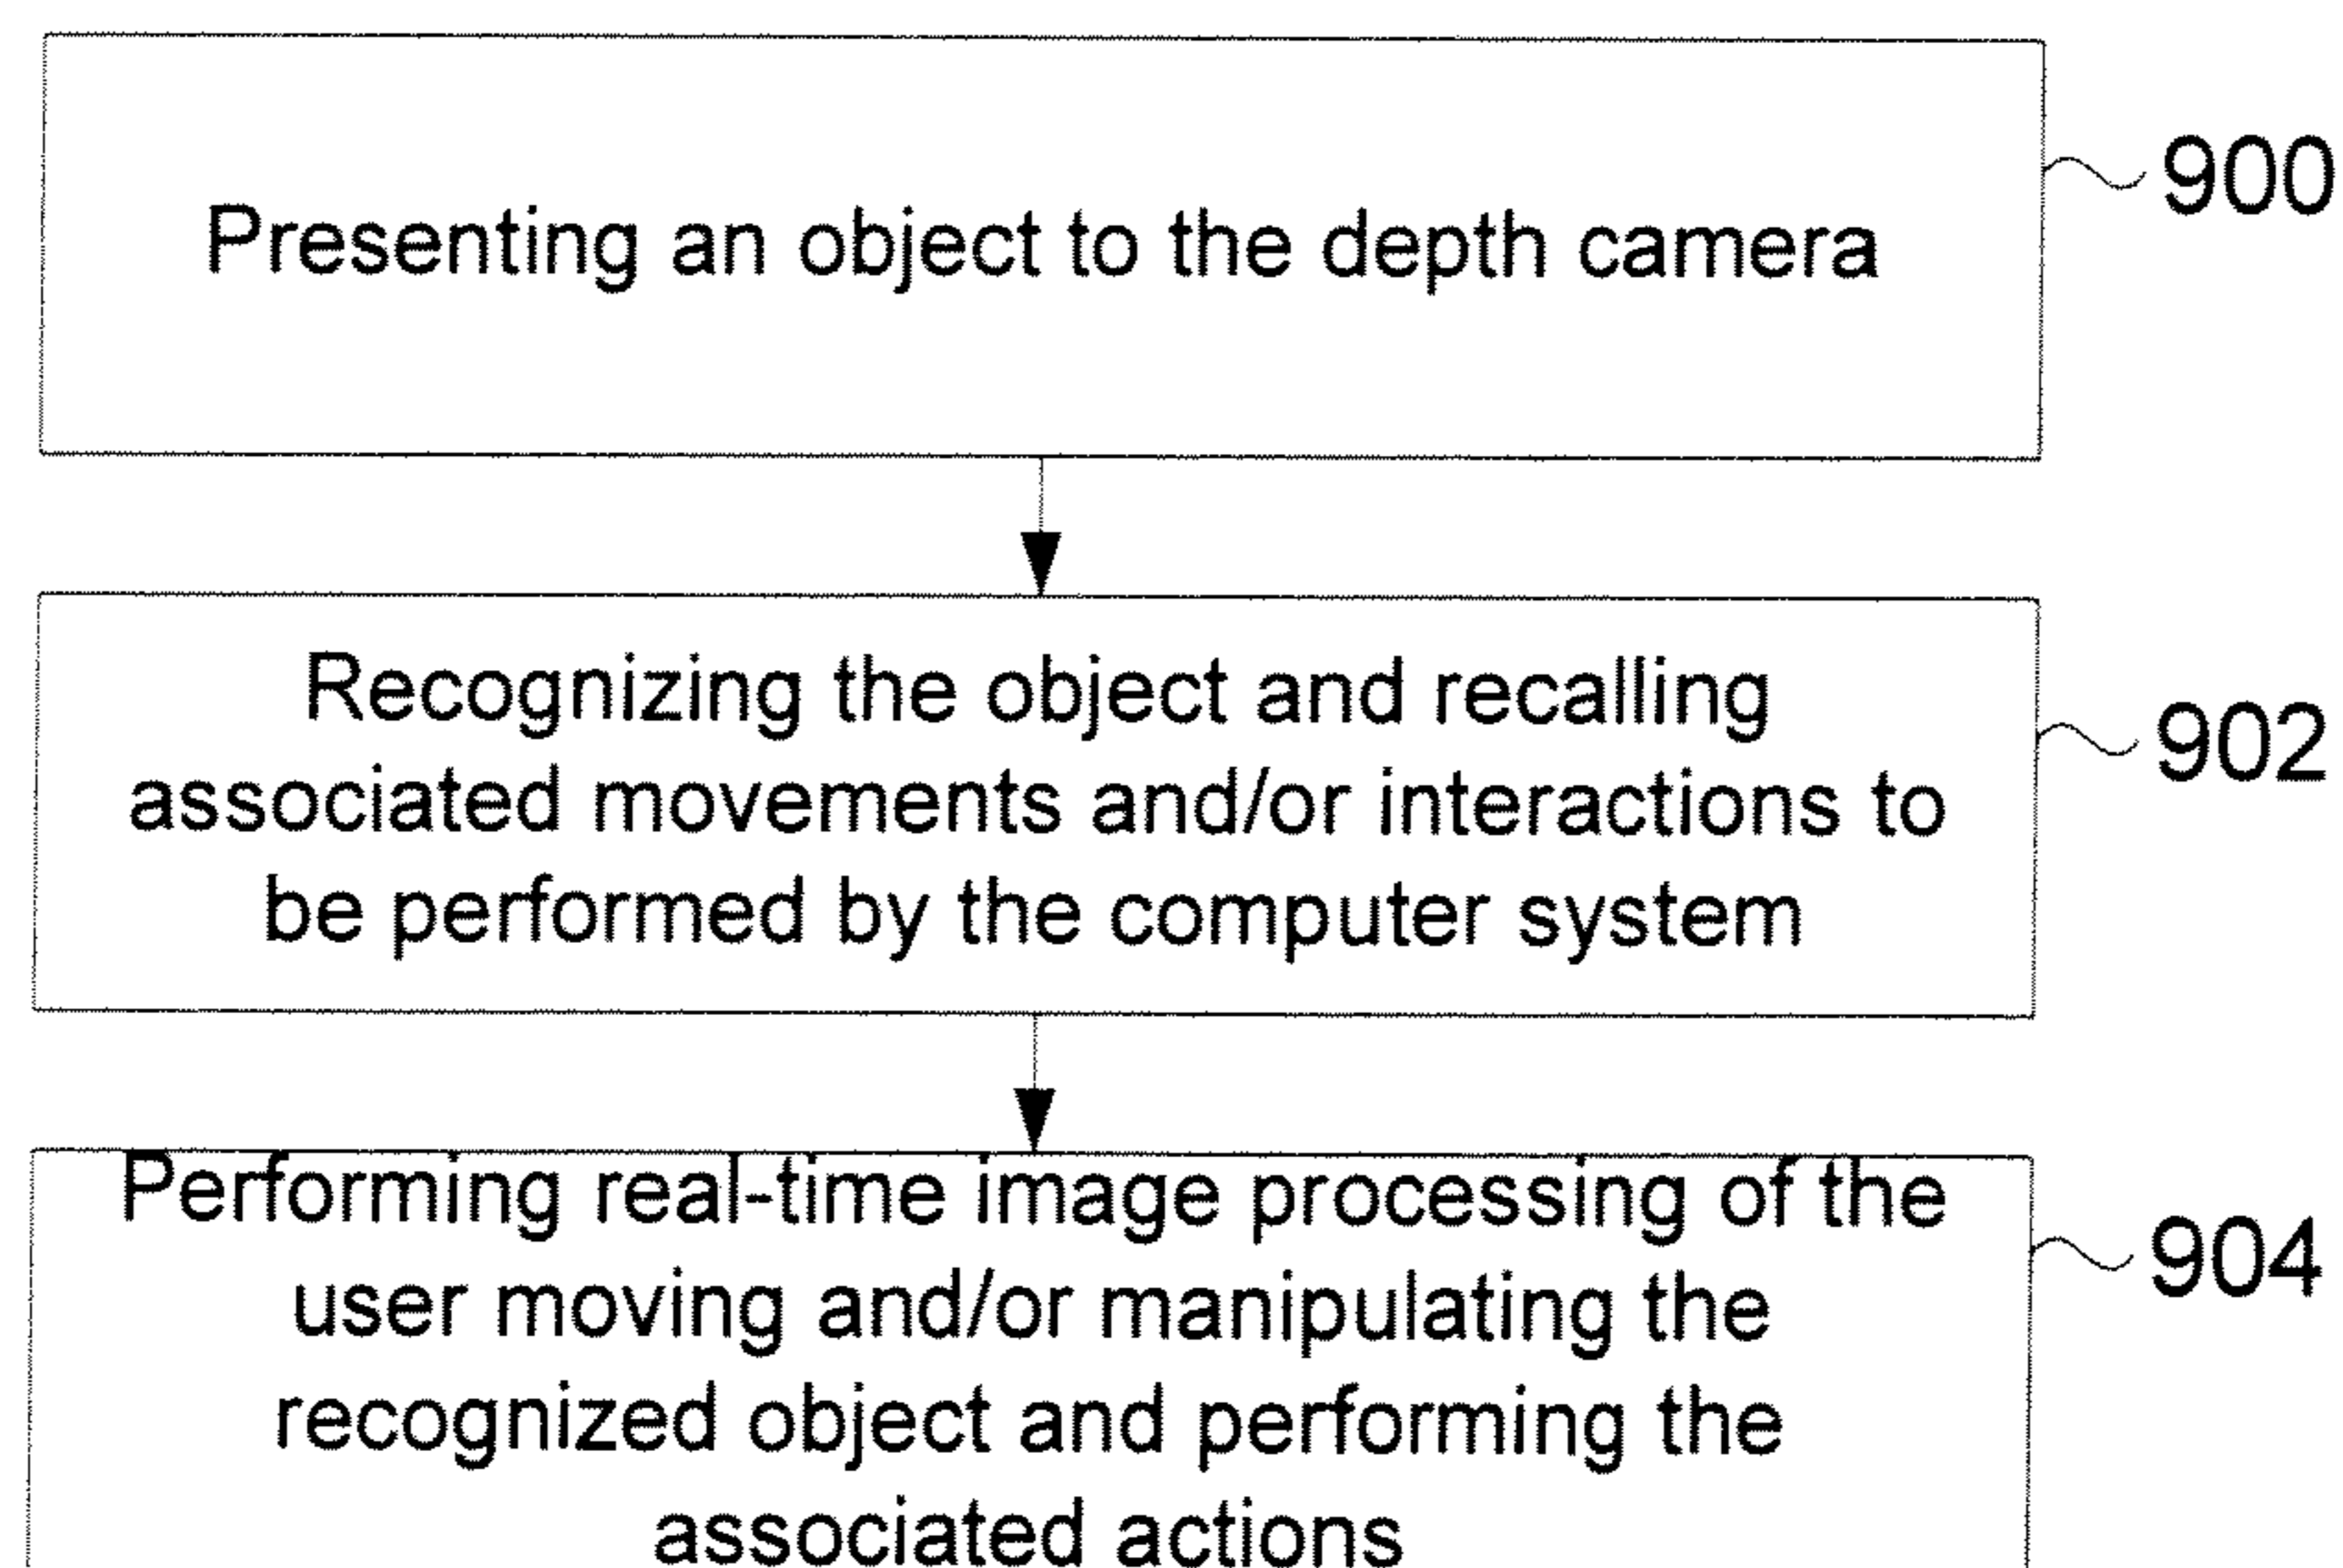 Presenting an object to the depth camera
900
Recognizing the object and recalling
associated movements and/or interactions to
be performed by the computer system
902
Performing real-time image processing of the
user moving and/or manipulating the
recognized object and performing the
associated actions
904